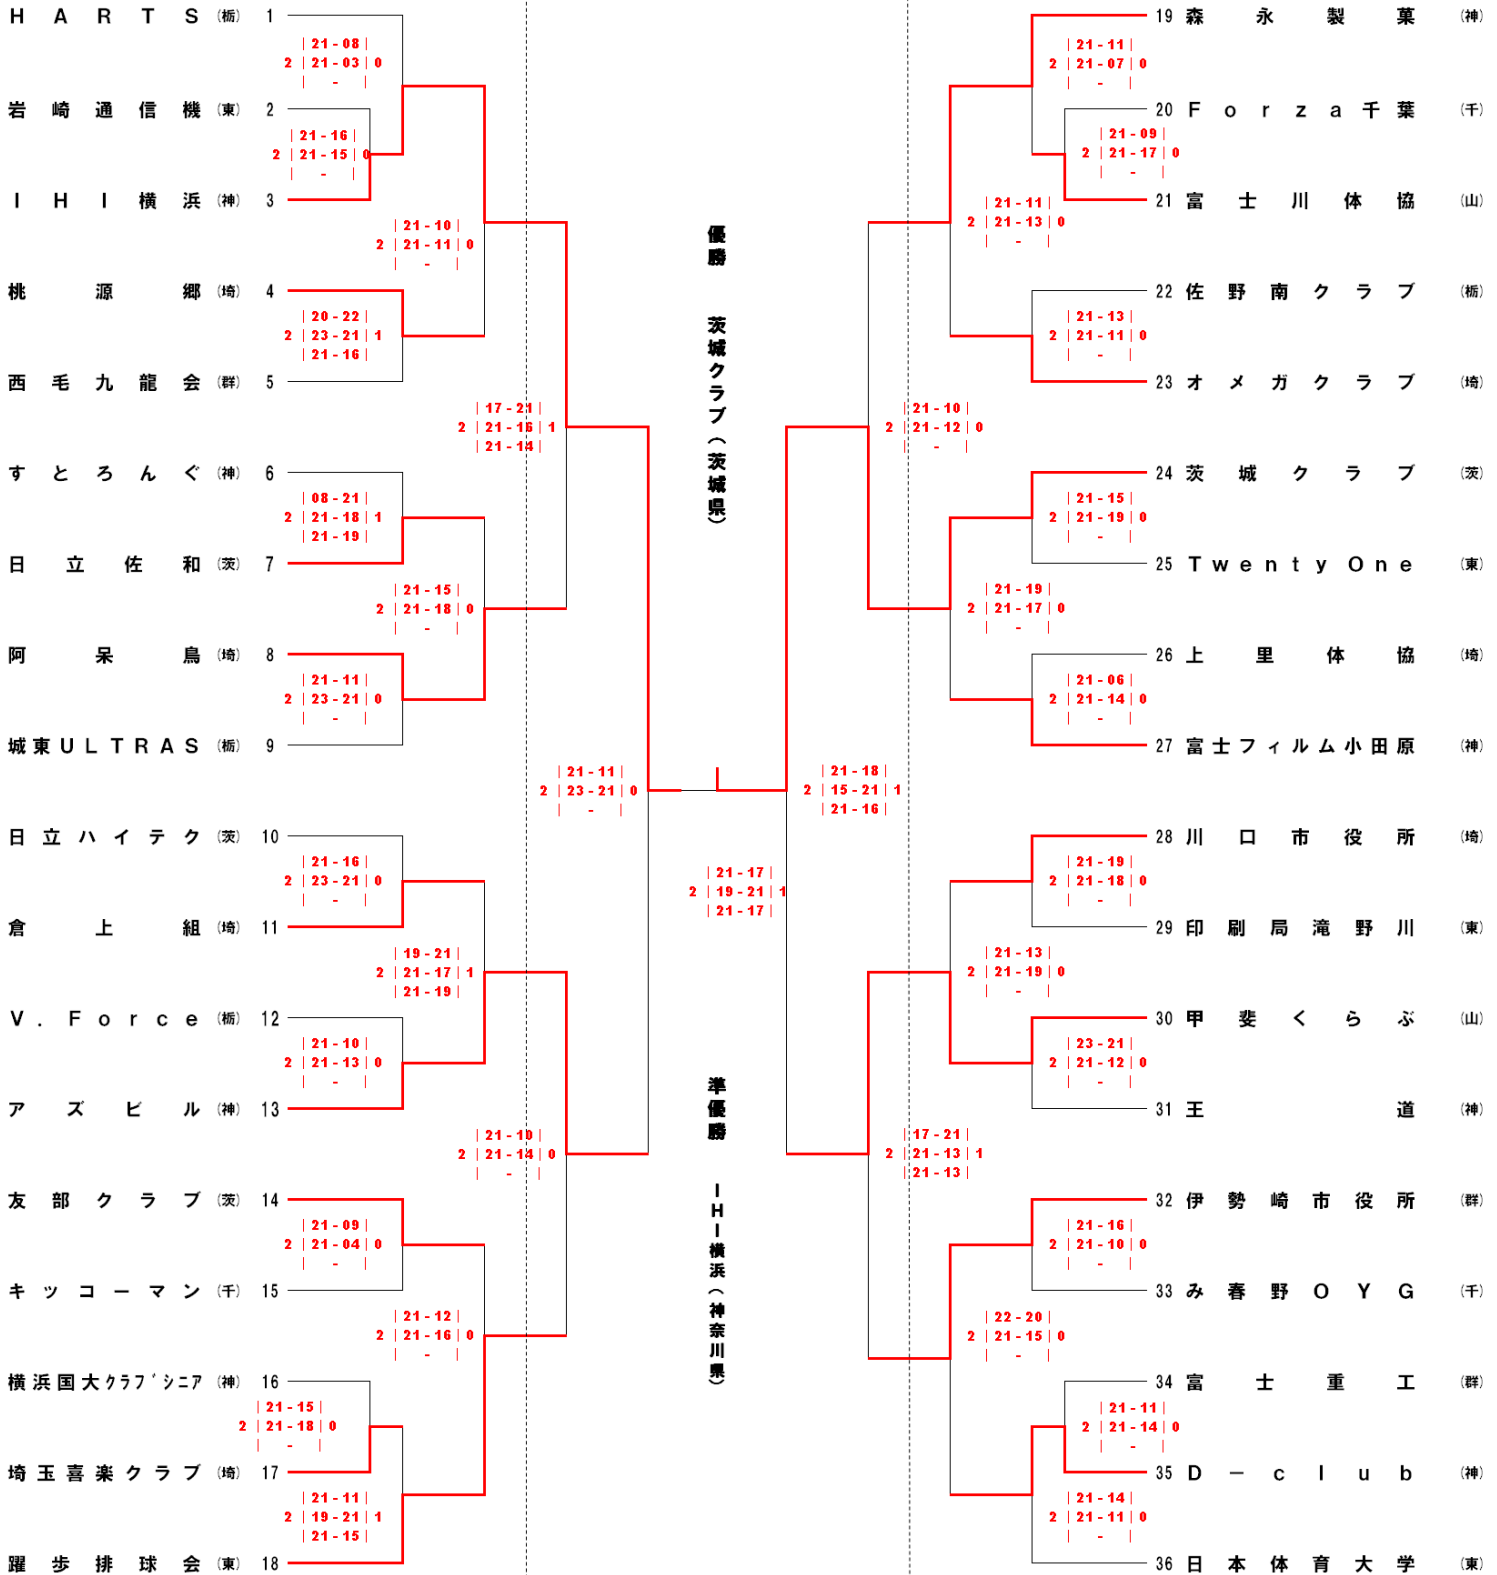 HARTS (栃) 1
21-08
2 21-03 0
-
岩崎通信機 (東) 2
21-16
2 21-15 0
-
IHI横浜 (神) 3
21-10
2 21-11 0
-
桃源郷 (埼) 4
20-22
2 23-21 1
21-16
西毛九龍会 (群) 5
17-21
2 21-16 1
21-14
すとろんぐ (神) 6
08-21
2 21-18 1
21-19
日立佐和 (茨) 7
21-15
2 21-18 0
-
阿呆鳥 (埼) 8
21-11
2 23-21 0
-
城東ULTRAS (栃) 9
21-11
2 23-21 0
-
日立ハイテク (茨) 10
21-16
2 23-21 0
-
倉上組 (埼) 11
19-21
2 21-17 1
21-19
V.Force (栃) 12
21-10
2 21-13 0
-
アズビル (神) 13
21-10
2 21-14 0
-
友部クラブ (茨) 14
21-09
2 21-04 0
-
キッコーマン (千) 15
21-12
2 21-16 0
-
横浜国大クラブシニア (神) 16
21-15
2 21-18 0
-
埼玉喜楽クラブ (埼) 17
21-11
2 19-21 1
21-15
躍歩排球会 (東) 18
優勝 茨城クラブ(茨城県)
21-17
2 19-21 1
21-17
準優勝 IHI横浜(神奈川県)
19 森永製菓 (神)
21-11
2 21-07 0
-
20 Forza千葉 (千)
21-09
2 21-17 0
-
21 富士川体協 (山)
21-11
2 21-13 0
-
22 佐野南クラブ (栃)
21-13
2 21-11 0
-
23 オメガクラブ (埼)
21-10
2 21-12 0
-
24 茨城クラブ (茨)
21-15
2 21-19 0
-
25 Twenty One (東)
21-19
2 21-17 0
-
26 上里体協 (埼)
21-06
2 21-14 0
-
27 富士フィルム小田原 (神)
21-18
2 15-21 1
21-16
28 川口市役所 (埼)
21-19
2 21-18 0
-
29 印刷局滝野川 (東)
21-13
2 21-19 0
-
30 甲斐くらぶ (山)
23-21
2 21-12 0
-
31 王道 (神)
17-21
2 21-13 1
21-13
32 伊勢崎市役所 (群)
21-16
2 21-10 0
-
33 み春野OYG (千)
22-20
2 21-15 0
-
34 富士重工 (群)
21-11
2 21-14 0
-
35 D-club (神)
21-14
2 21-11 0
-
36 日本体育大学 (東)